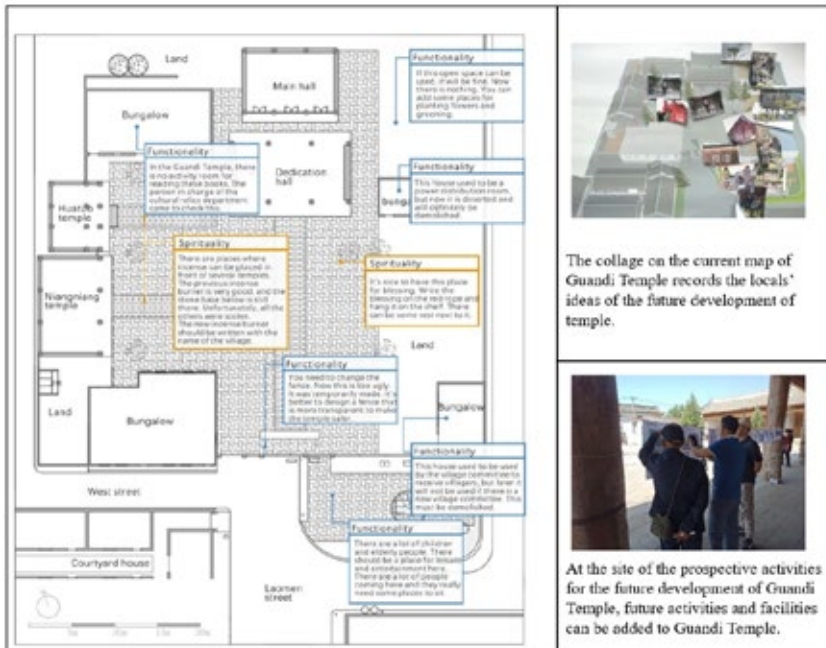 Land
Main hall
Bungalow
Functionality
If this open space can be
used, it will be fine. Now
there is nothing. You can
add some places for
planting flowers and
greening.
Functionality
In the Guandi Temple, there
is no activity room for
reading these books. The
person in charge of the
cultural relics department
came to check this.
Dedication
hall
Functionality
This house used to be a
power distribution room,
but now it is deserted and
will definitely be
demolished
Huatuo
temple
Spirituality
There are places where
incense can be placed in
front of several temples.
The previous incense
burner is very good, and the
stone base below is still
there. Unfortunately, all the
others were stolen.
The new incense burner
should be written with the
name of the village.
Spirituality
It's nice to have this place
for blessing. Write the
blessing on the red rope and
hang it on the shelf. There
can be some next to it.
Niangniang
temple
Land
Functionality
You need to change the
fence. Now this is too ugly.
It was temporarily made. It's
better to design a fence that
is more transparent to make
the temple safer.
Land
Bungalow
Bungalow
Functionality
This house used to be used
by the village committee to
receive villagers, but later it
will not be used if there is a
new village committee. This
must be demolished.
West street
Functionality
There are a lot of children
and elderly people. There
should be a place for leisure
and entertainment here.
There are a lot of people
coming here and they really
need some places to sit.
Courtyard house
Laomen
street
The collage on the current map of
Guandi Temple records the locals'
ideas of the future development of
temple.
At the site of the prospective activities
for the future development of Guandi
Temple, future activities and facilities
can be added to Guandi Temple.